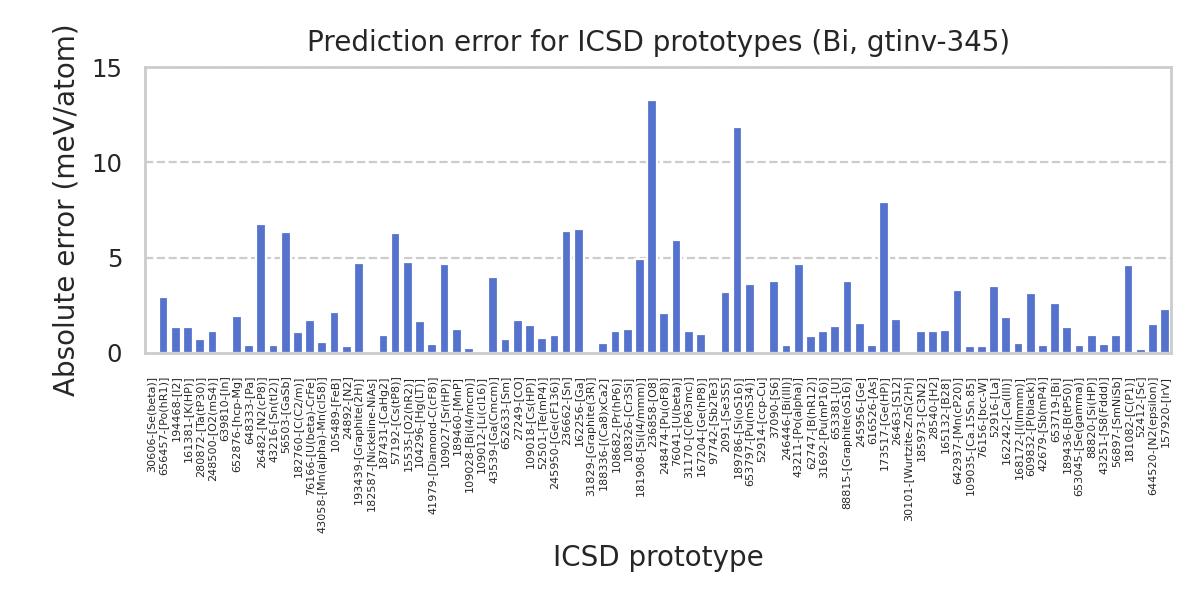 Prediction error for ICSD prototypes (Bi, gtinv-345)
Absolute error (meV/atom)
15
10
5
0
30606-[Se(beta)]
656457-[Po(hR1)]
194468-[I2]
161381-[K(HP)]
280872-[Ta(tP30)]
248500-[O2(mS4)]
639810-[In]
652876-[hcp-Mg]
648333-[Pa]
26482-[N2(cP8)]
43216-[Sn(tI2)]
56503-[GaSb]
182760-[C(C2/m)]
76166-[U(beta)-CrFe]
43058-[Mn(alpha)-Mn(cI58)]
105489-[FeB]
24892-[N2]
193439-[Graphite(2H)]
182587-[Nickeline-NiAs]
187431-[CaHg2]
57192-[Cs(tP8)]
15535-[O2(hR2)]
104296-[Hg(LT)]
41979-[Diamond-C(cF8)]
109027-[Sr(HP)]
189460-[MnP]
109028-[Bi(I4/mcm)]
109012-[Li(cI16)]
43539-[Ga(Cmcm)]
652633-[Sm]
27249-[CO]
109018-[Cs(HP)]
52501-[Te(mP4)]
245950-[Ge(cF136)]
236662-[Sn]
162256-[Ga]
31829-[Graphite(3R)]
188336-[(Ca8)xCa2]
108682-[Pr(hP6)]
108326-[Cr3Si]
181908-[Si(I4/mmm)]
236858-[O8]
248474-[Pu(oF8)]
76041-[U(beta)]
31170-[C(P63mc)]
167204-[Ge(hP8)]
97742-[Sb2Te3]
2091-[Se3S5]
189786-[Si(oS16)]
653797-[Pu(mS34)]
52914-[ccp-Cu]
37090-[S6]
246446-[Bi(III)]
43211-[Po(alpha)]
62747-[B(hR12)]
31692-[Pu(mP16)]
653381-[U]
88815-[Graphite(oS16)]
245956-[Ge]
616526-[As]
173517-[Ge(HP)]
26463-[S12]
30101-[Wurtzite-ZnS(2H)]
185973-[C3N2]
28540-[H2]
165132-[B28]
642937-[Mn(cP20)]
109035-[Ca.15Sn.85]
76156-[bcc-W]
2916-[La]
162242-[Ca(III)]
168172-[I(Immm)]
609832-[P(black)]
42679-[Sb(mP4)]
653719-[Bi]
189436-[B(tP50)]
653045-[Se(gamma)]
88820-[Si(HP)]
43251-[S8(Fddd)]
56897-[SmNiSb]
181082-[C(P1)]
52412-[Sc]
644520-[N2(epsilon)]
157920-[IrV]
ICSD prototype